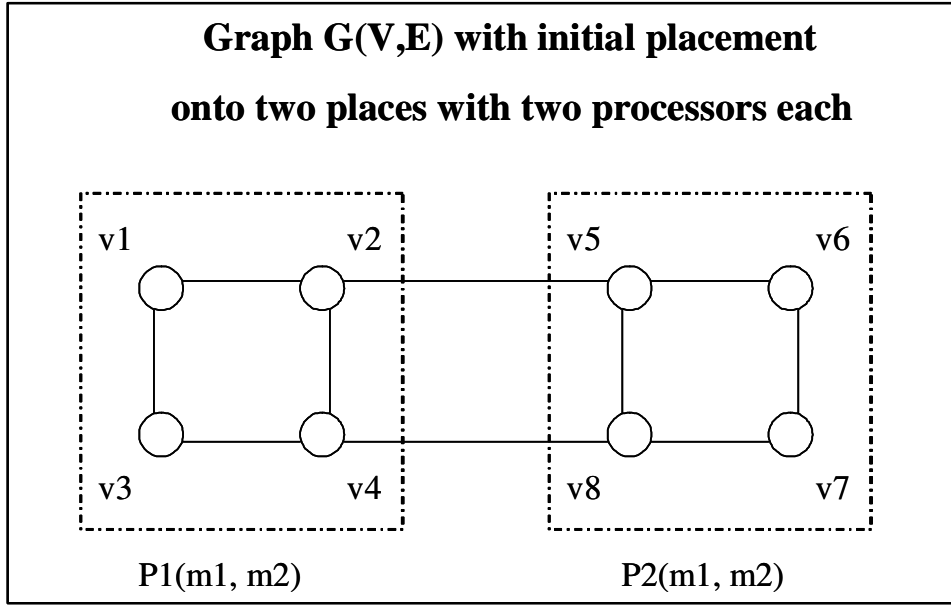 Graph G(V,E) with initial placement
onto two places with two processors each
v1 v2 v5 v6
v3 v4 v8 v7
P1(m1, m2) P2(m1, m2)